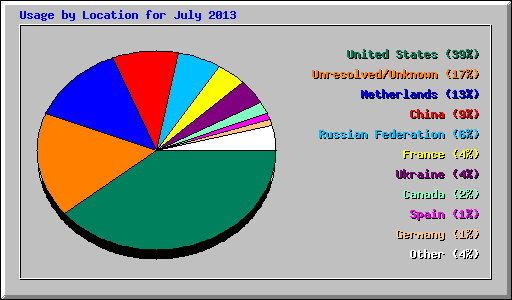 Usage by Location for July 2013
United States (39%)
Unresolved/Unknown (17%)
Netherlands (13%)
China (9%)
Russian Federation (6%)
France (4%)
Ukraine (4%)
Canada (2%)
Spain (1%)
Germany (1%)
Other (4%)